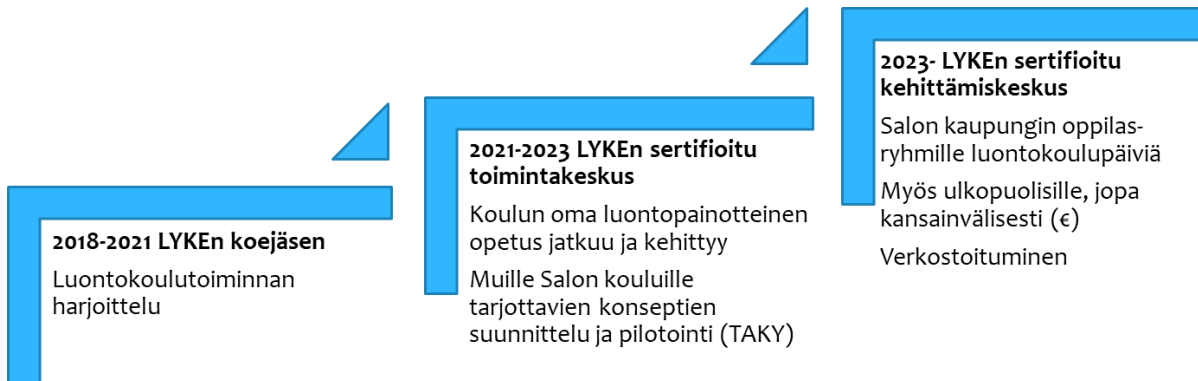 2018-2021 LYKEn koejäsen
Luontokoulutoiminnan
harjoittelu
2021-2023 LYKEn sertifioitu
toimintakeskus
Koulun oma luontopainotteinen
opetus jatkuu ja kehittyy
Muille Salon kouluille
tarjottavien konseptien
suunnittelu ja pilotointi (TAKY)
2023- LYKEn sertifioitu
kehittämiskeskus
Salon kaupungin oppilas-
ryhmille luontokoulupäiviä
Myös ulkopuolisille, jopa
kansainvälisesti (€)
Verkostoituminen